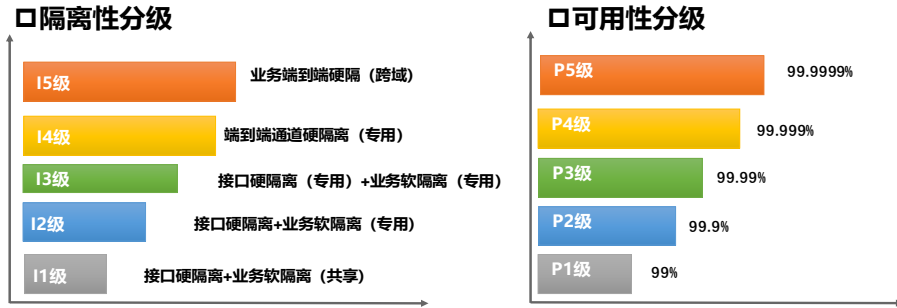 隔离性分级
I5级
业务端到端硬隔（跨域）
I4级
端到端通道硬隔离（专用）
I3级
接口硬隔离（专用）+业务软隔离（专用）
I2级
接口硬隔离+业务软隔离（专用）
I1级
接口硬隔离+业务软隔离（共享）
可用性分级
P5级
99.9999%
P4级
99.999%
P3级
99.99%
P2级
99.9%
P1级
99%